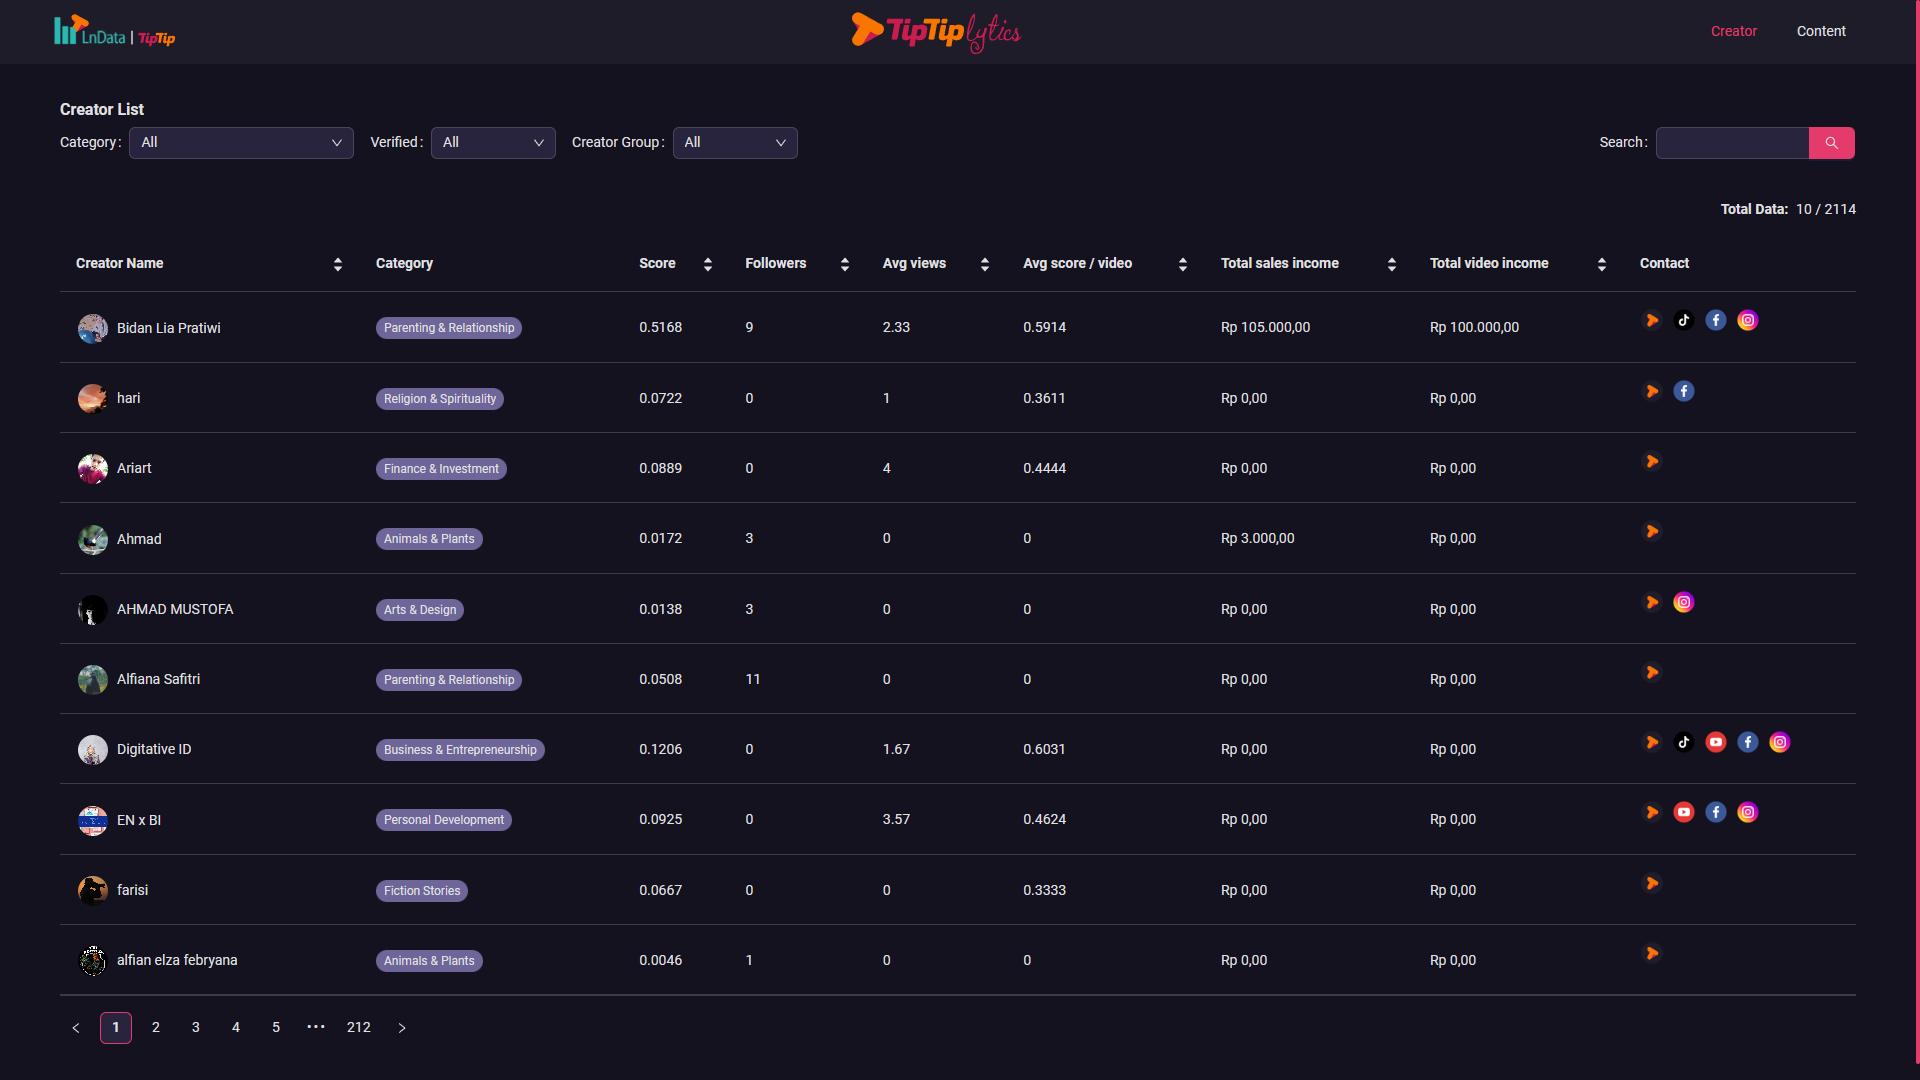 LnData | TipTip
TipTiplytics
Creator Content
Creator List
Category: All Verified: All Creator Group: All Search:
Total Data: 10 / 2114
Creator Name Category Score Followers Avg views Avg score / video Total sales income Total video income Contact
Bidan Lia Pratiwi Parenting & Relationship 0.5168 9 2.33 0.5914 Rp 105.000,00 Rp 100.000,00
hari Religion & Spirituality 0.0722 0 1 0.3611 Rp 0,00 Rp 0,00
Ariart Finance & Investment 0.0889 0 4 0.4444 Rp 0,00 Rp 0,00
Ahmad Animals & Plants 0.0172 3 0 0 Rp 3.000,00 Rp 0,00
AHMAD MUSTOFA Arts & Design 0.0138 3 0 0 Rp 0,00 Rp 0,00
Alfiana Safitri Parenting & Relationship 0.0508 11 0 0 Rp 0,00 Rp 0,00
Digitative ID Business & Entrepreneurship 0.1206 0 1.67 0.6031 Rp 0,00 Rp 0,00
EN x BI Personal Development 0.0925 0 3.57 0.4624 Rp 0,00 Rp 0,00
farisi Fiction Stories 0.0667 0 0 0.3333 Rp 0,00 Rp 0,00
alfian elza febryana Animals & Plants 0.0046 1 0 0 Rp 0,00 Rp 0,00
< 1 2 3 4 5 ••• 212 >